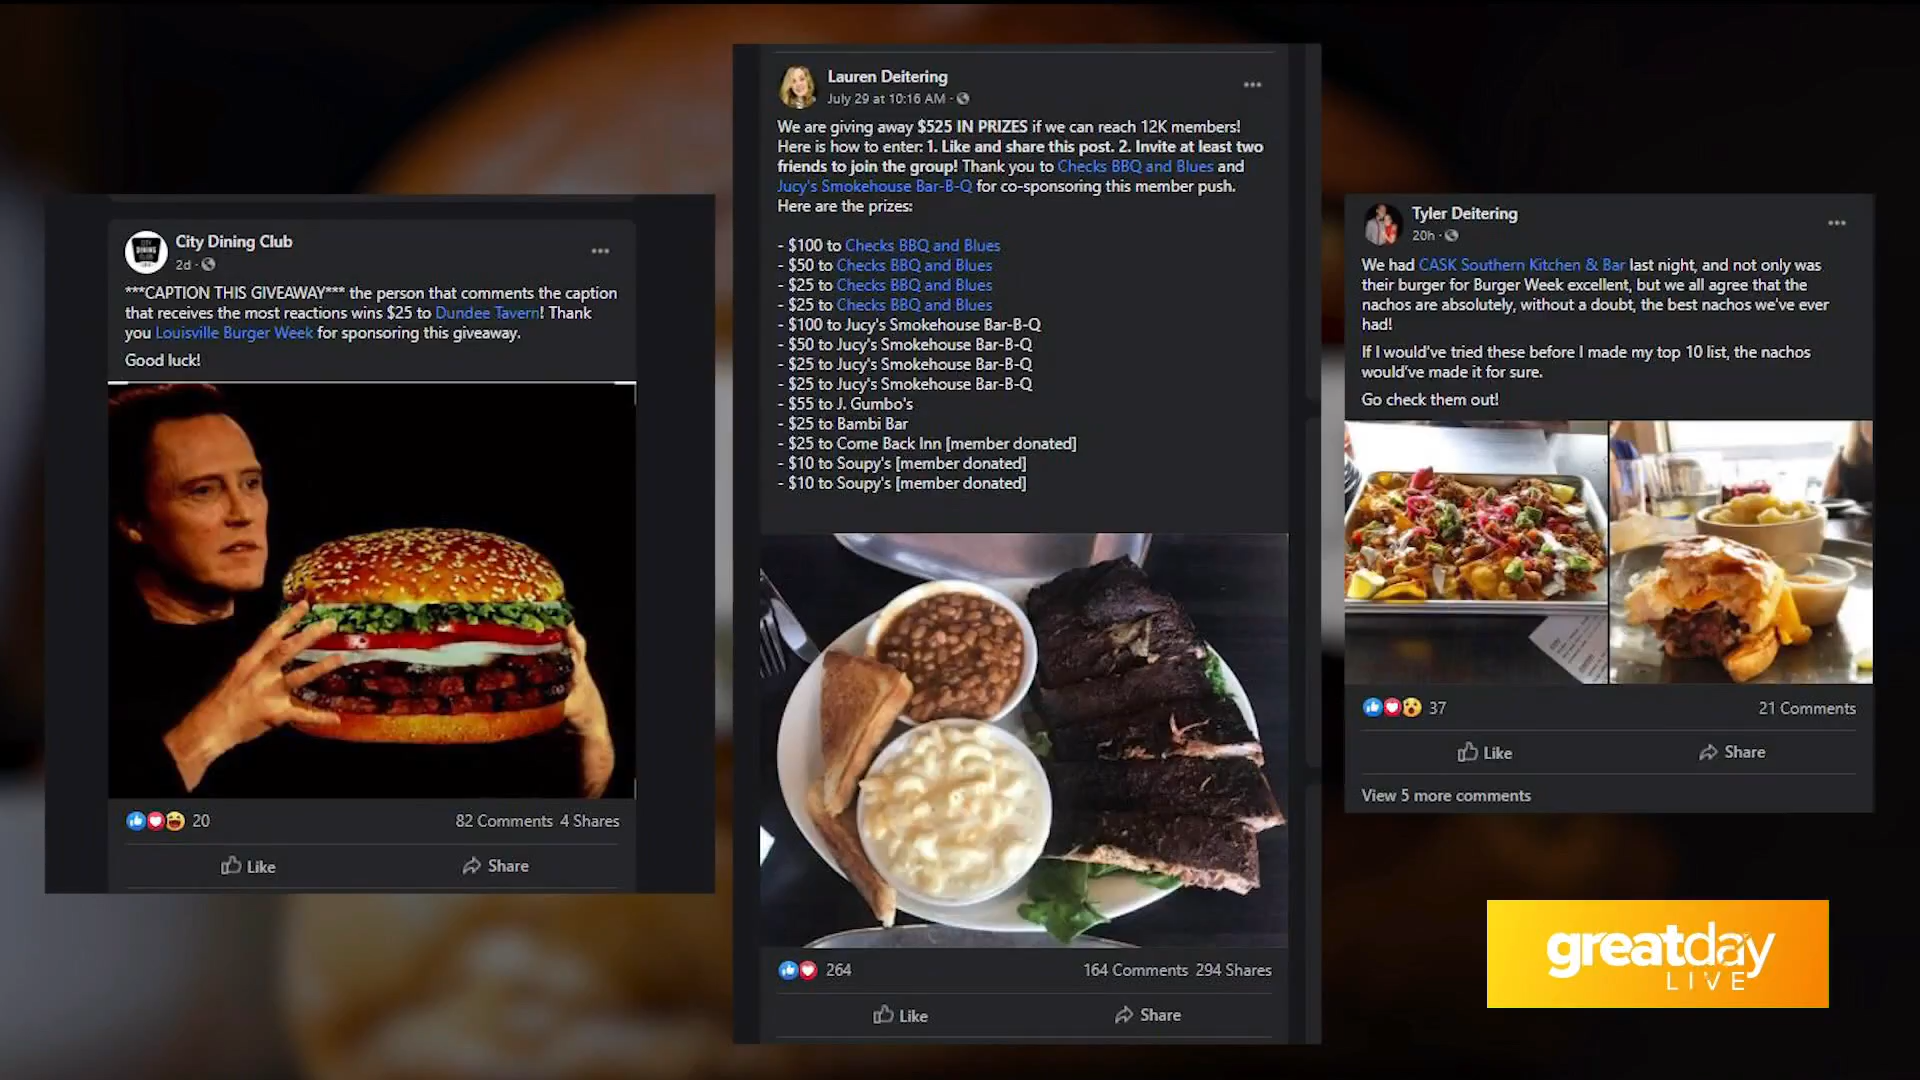 City Dining Club
2d
***CAPTION THIS GIVEAWAY*** the person that comments the caption
that receives the most reactions wins $25 to Dundee Tavern! Thank
you Louisville Burger Week for sponsoring this giveaway.
Good luck!
20
82 Comments 4 Shares
Like
Share
Lauren Deitering
July 29 at 10:16 AM
We are giving away $525 IN PRIZES if we can reach 12K members!
Here is how to enter: 1. Like and share this post. 2. Invite at least two
friends to join the group! Thank you to Checks BBQ and Blues and
Jucy's Smokehouse Bar-B-Q for co-sponsoring this member push.
Here are the prizes:
- $100 to Checks BBQ and Blues
- $50 to Checks BBQ and Blues
- $25 to Checks BBQ and Blues
- $25 to Checks BBQ and Blues
- $100 to Jucy's Smokehouse Bar-B-Q
- $50 to Jucy's Smokehouse Bar-B-Q
- $25 to Jucy's Smokehouse Bar-B-Q
- $25 to Jucy's Smokehouse Bar-B-Q
- $55 to J. Gumbo's
- $25 to Bambi Bar
- $25 to Come Back Inn [member donated]
- $10 to Soupy's [member donated]
- $10 to Soupy's [member donated]
264
164 Comments 294 Shares
Like
Share
Tyler Deitering
20h
We had CASK Southern Kitchen & Bar last night, and not only was
their burger for Burger Week excellent, but we all agree that the
nachos are absolutely, without a doubt, the best nachos we've ever
had!
If I would've tried these before I made my top 10 list, the nachos
would've made it for sure.
Go check them out!
37
21 Comments
Like
Share
View 5 more comments
greatday
LIVE